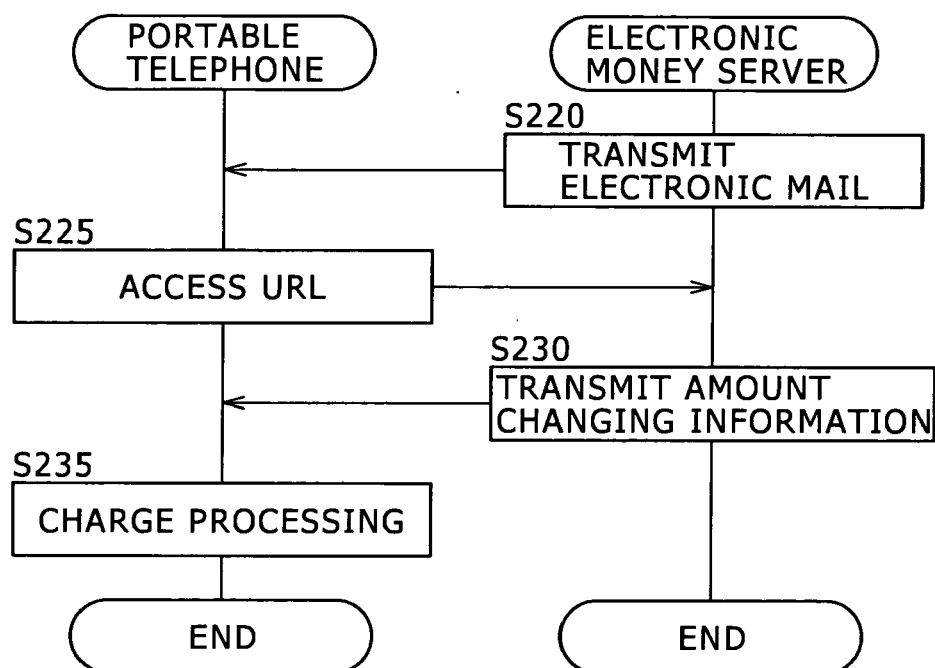 PORTABLE
TELEPHONE
ELECTRONIC
MONEY SERVER
S220
TRANSMIT
ELECTRONIC MAIL
S225
ACCESS URL
S230
TRANSMIT AMOUNT
CHANGING INFORMATION
S235
CHARGE PROCESSING
END
END